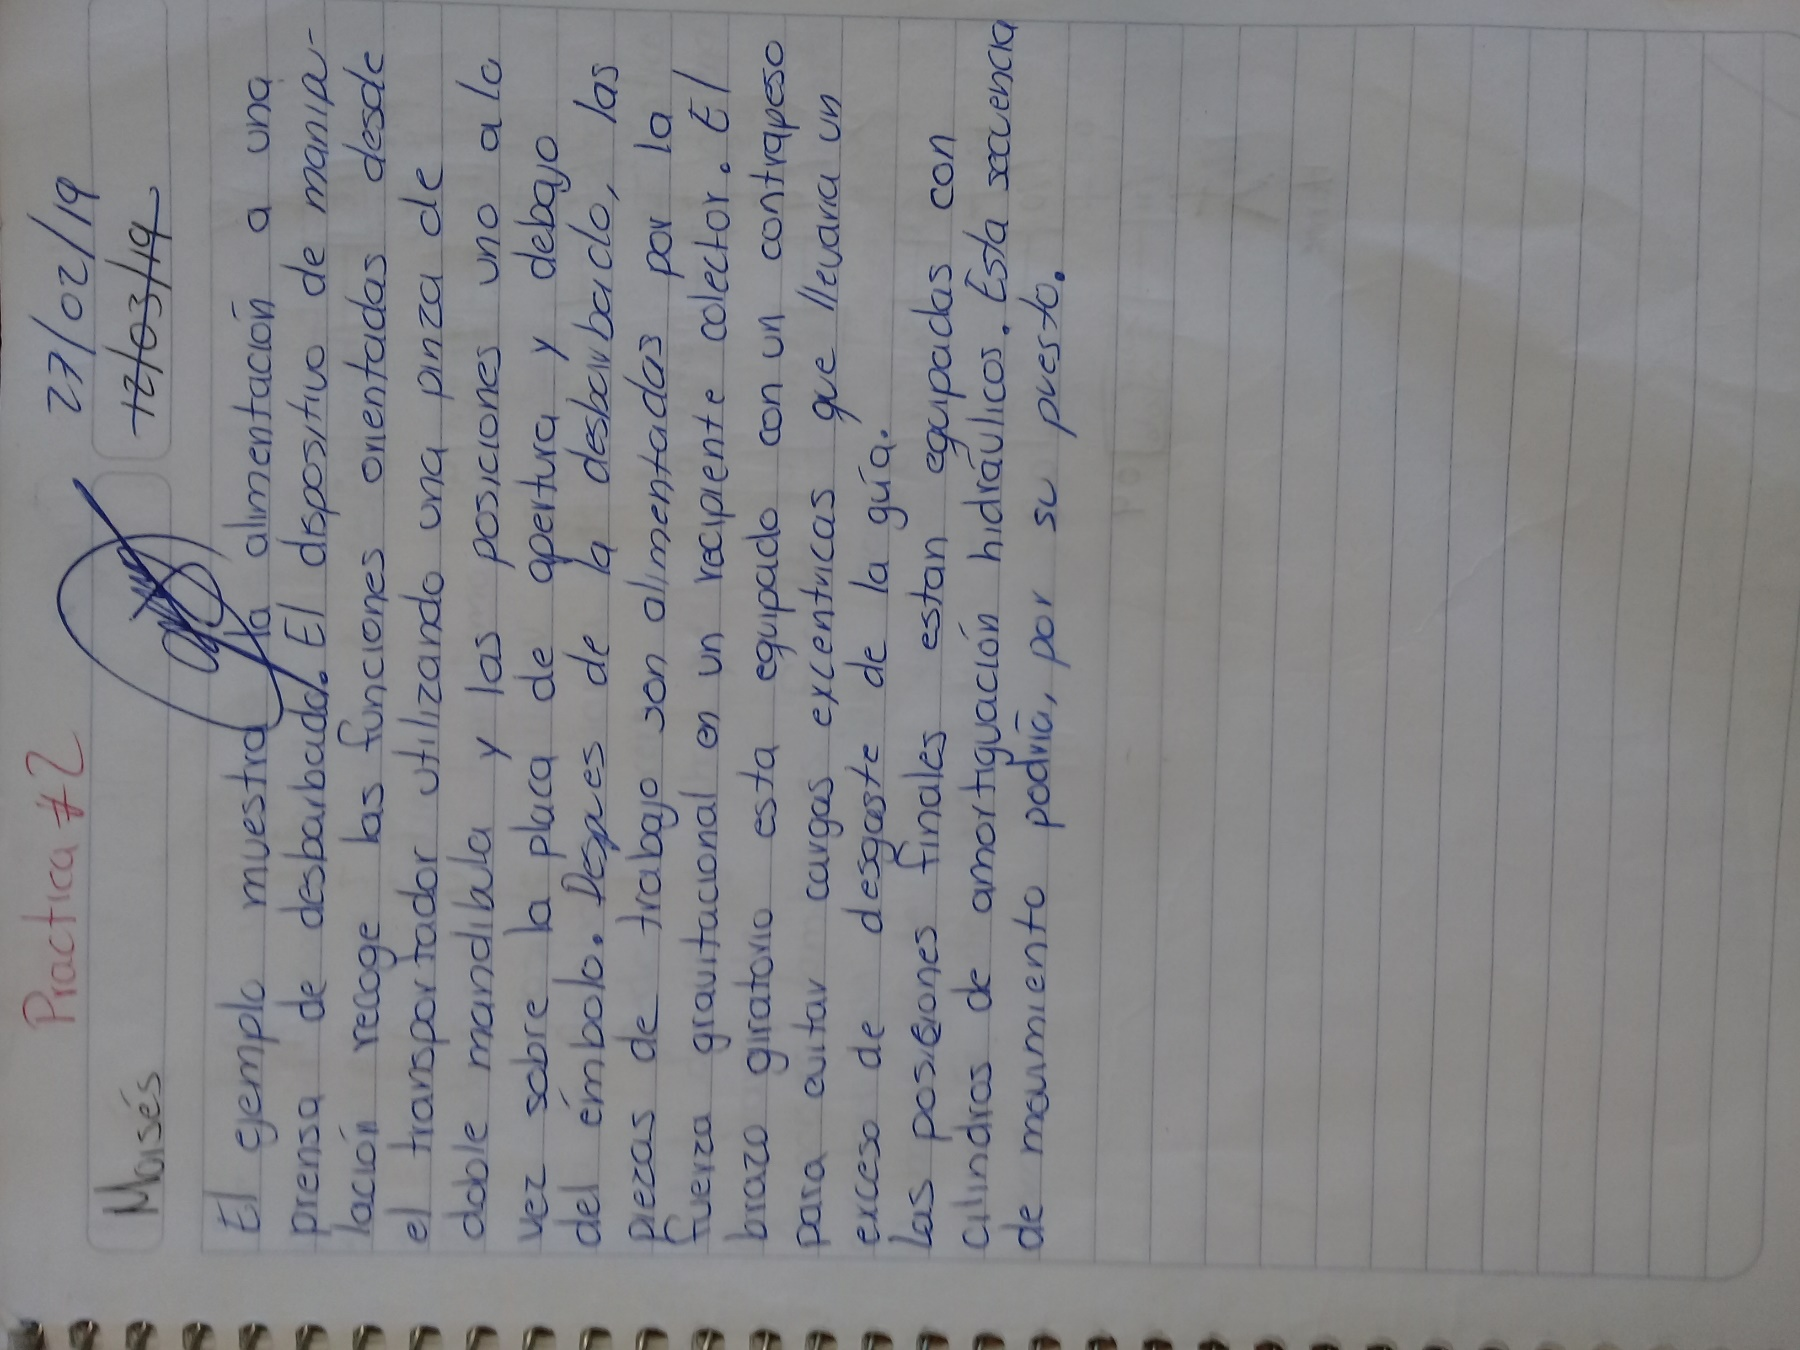 Practica #2
27/02/19
Moisés
12/03/19
El ejemplo muestra la alimentación a una
prensa de desbarbado. El dispositivo de manipu-
lación recoge las funciones orientadas desde
el transportador utilizando una pinza de
doble mandíbula y las posiciones uno a la
vez sobre la placa de apertura y debajo
del émbolo. Despues de la desbarbado, las
piezas de trabajo son alimentadas por la
fuerza gravitacional en un recipiente colector. El
brazo giratorio esta equipado con un contrapeso
para evitar cargas excentricas que llevaria un
exceso de desgaste de la guía.
Las posiciones finales estan equipadas con
cilindros de amortiguación hidráulicos. Esta secuencia
de movimiento podría, por su puesto.